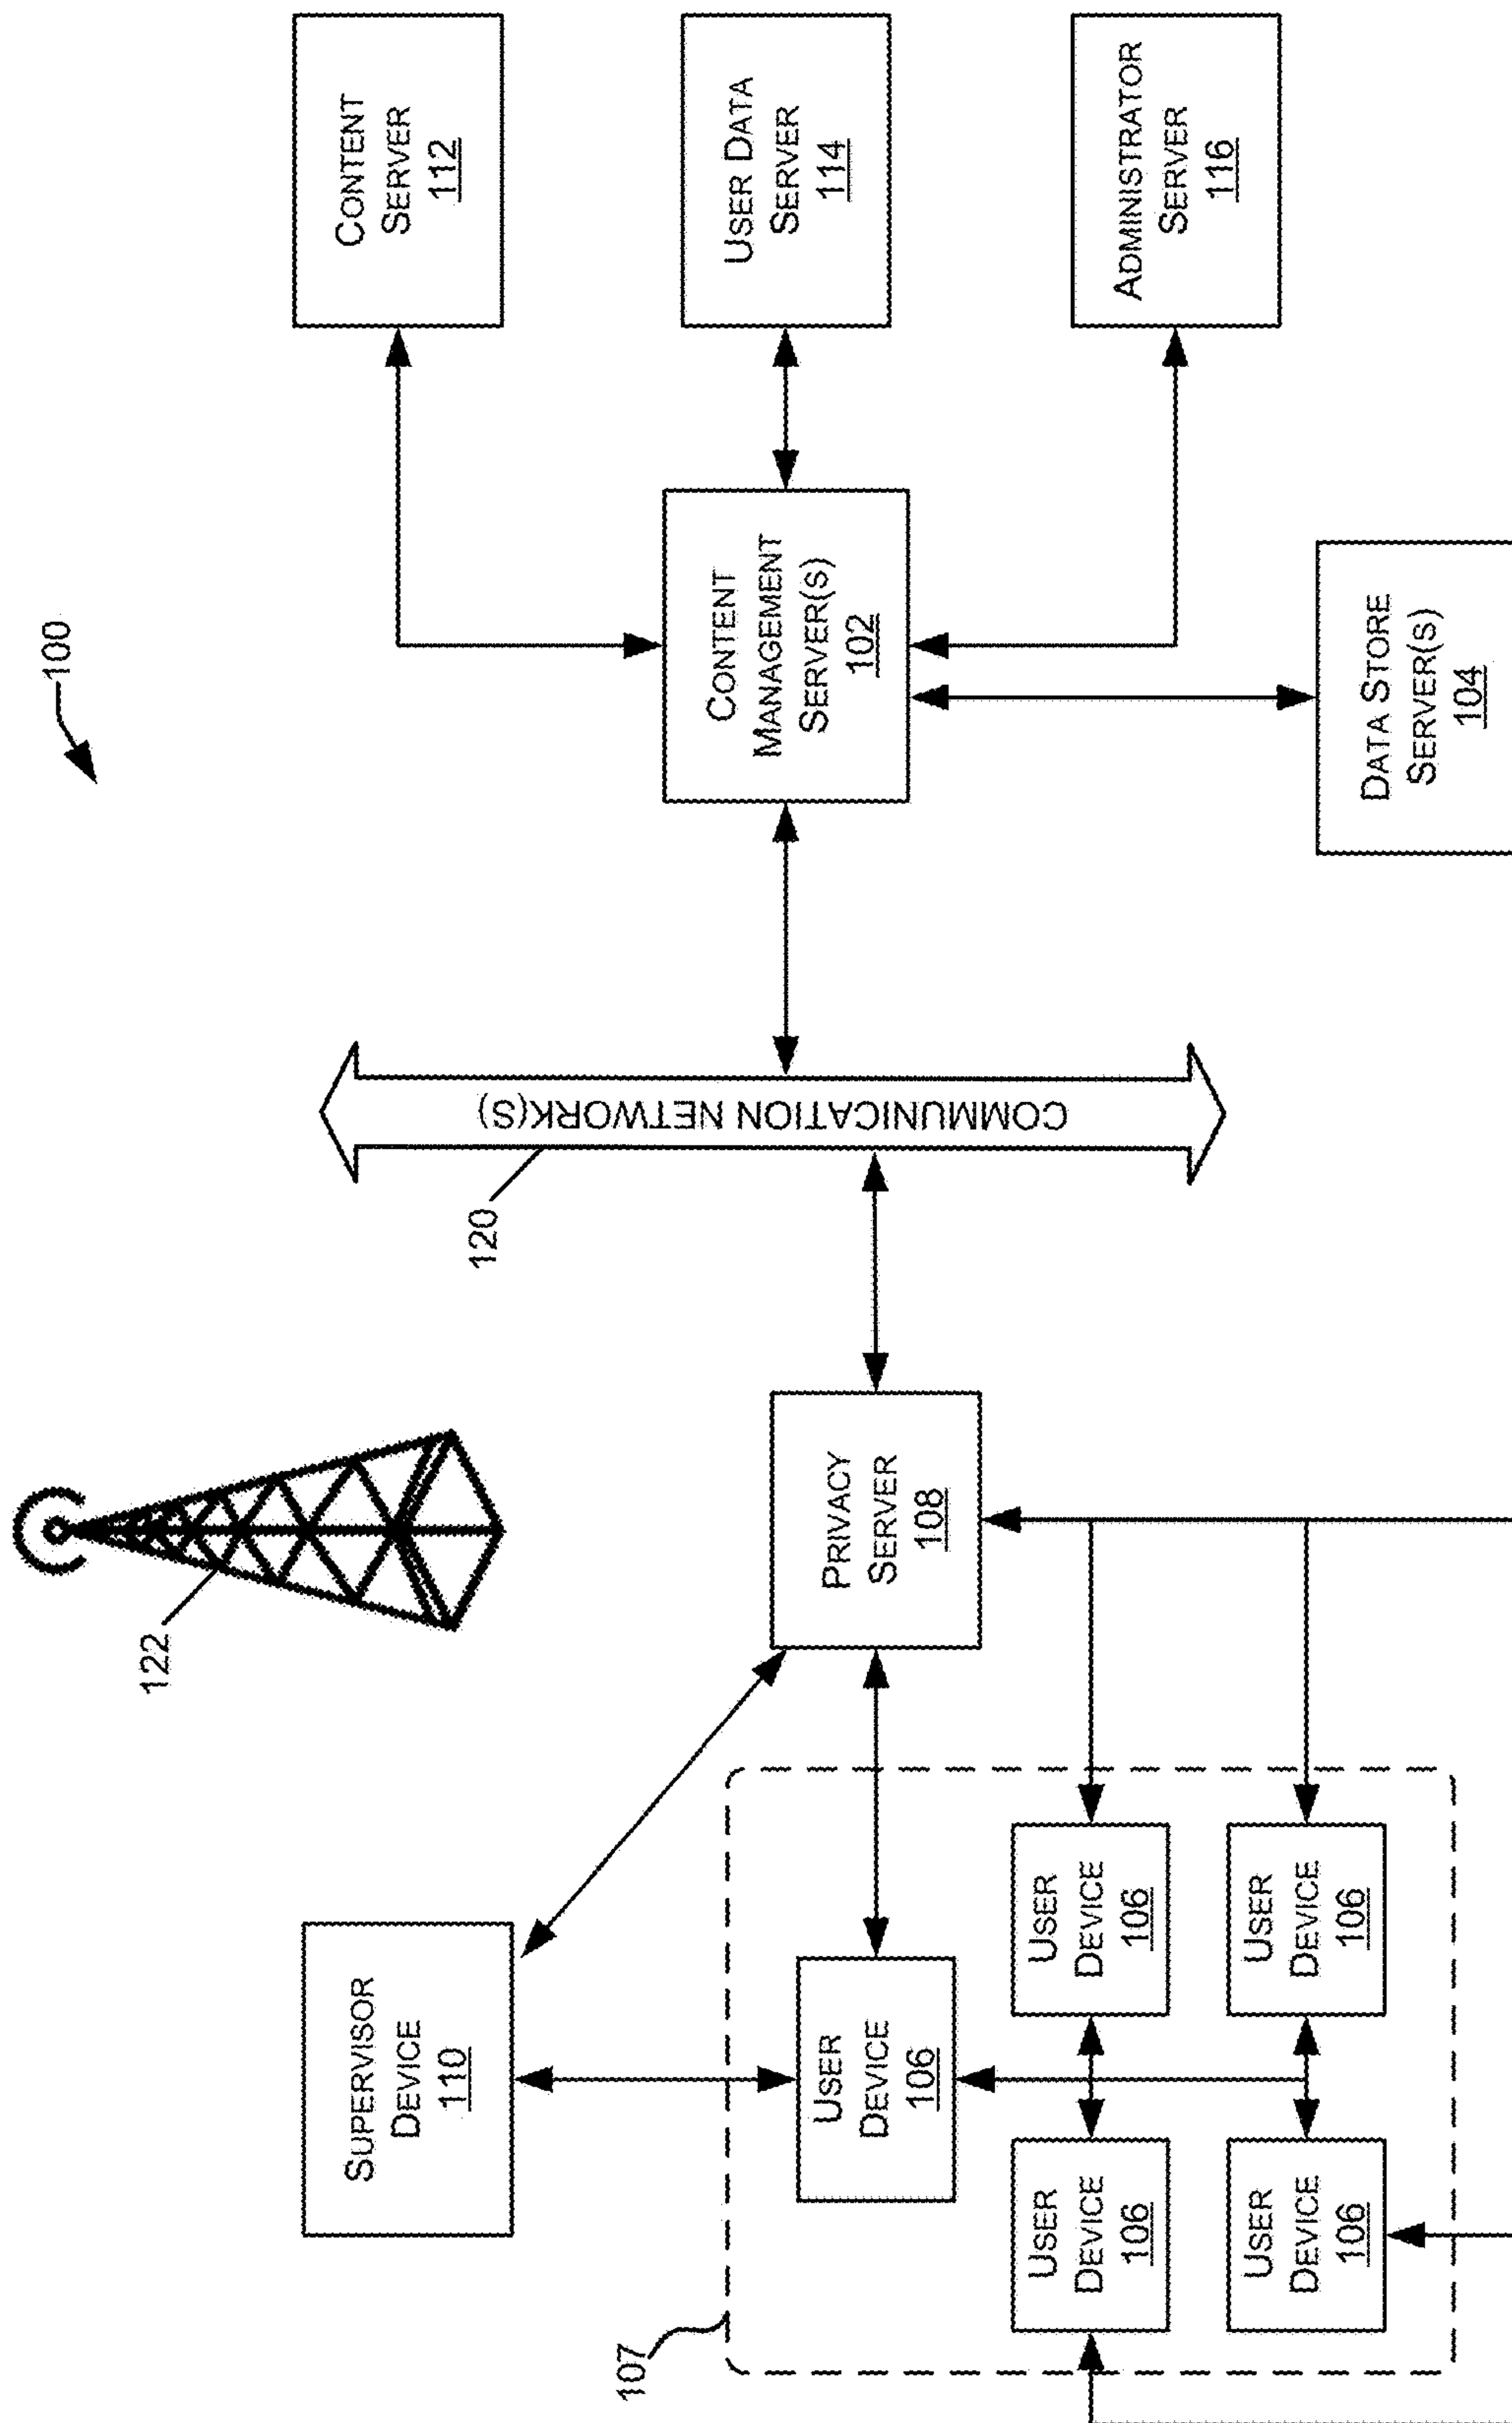 100
CONTENT
SERVER
112
USER DATA
SERVER
114
ADMINISTRATOR
SERVER
116
CONTENT
MANAGEMENT
SERVER(S)
102
DATA STORE
SERVER(S)
104
COMMUNICATION NETWORK(S)
120
122
PRIVACY
SERVER
108
SUPERVISOR
DEVICE
110
107
USER
DEVICE
106
USER
DEVICE
106
USER
DEVICE
106
USER
DEVICE
106
USER
DEVICE
106